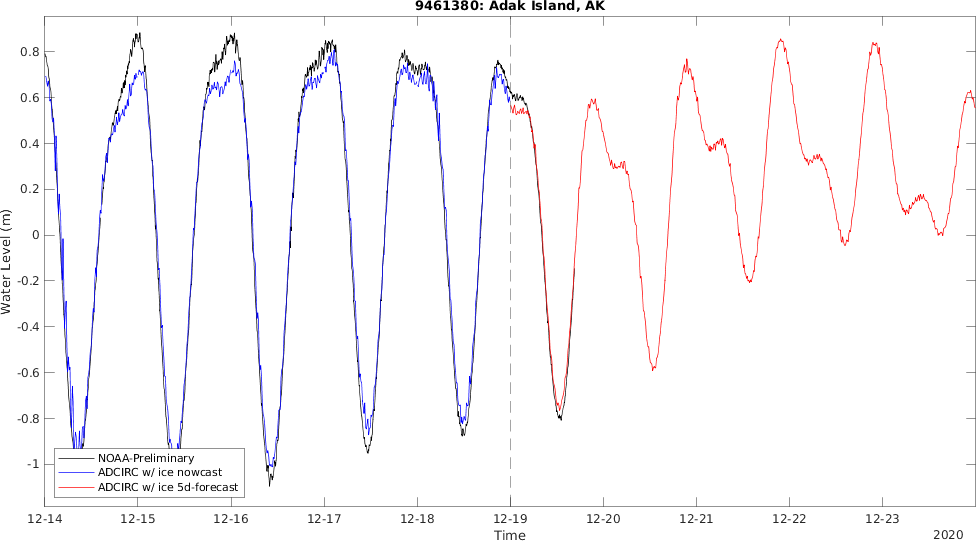 9461380: Adak Island, AK
Water Level (m)
0.8
0.6
0.4
0.2
0
-0.2
-0.4
-0.6
-0.8
-1
NOAA-Preliminary
ADCIRC w/ ice nowcast
ADCIRC w/ ice 5d-forecast
12-14 12-15 12-16 12-17 12-18 12-19 12-20 12-21 12-22 12-23
Time
2020